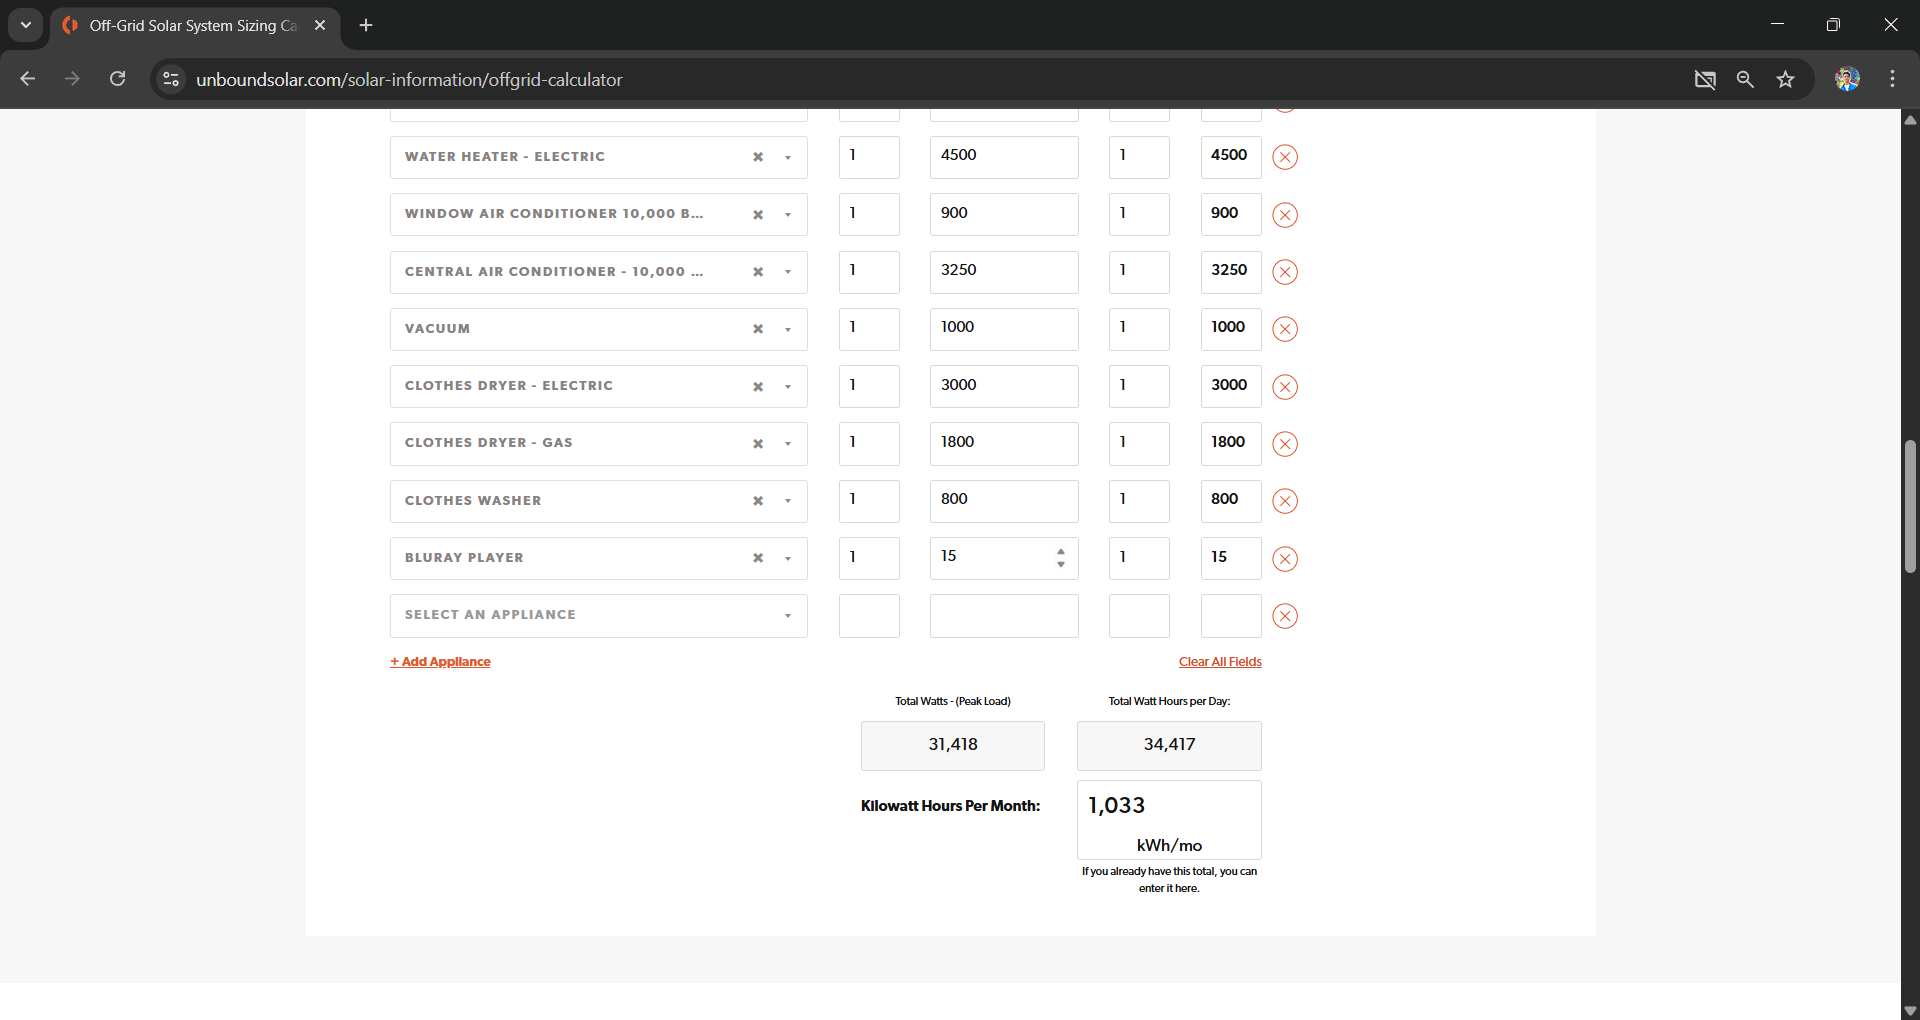 Off-Grid Solar System Sizing Ca
unboundsolar.com/solar-information/offgrid-calculator
WATER HEATER - ELECTRIC 1 4500 1 4500
WINDOW AIR CONDITIONER 10,000 B... 1 900 1 900
CENTRAL AIR CONDITIONER - 10,000 ... 1 3250 1 3250
VACUUM 1 1000 1 1000
CLOTHES DRYER - ELECTRIC 1 3000 1 3000
CLOTHES DRYER - GAS 1 1800 1 1800
CLOTHES WASHER 1 800 1 800
BLURAY PLAYER 1 15 1 15
SELECT AN APPLIANCE
+ Add Appliance Clear All Fields
Total Watts - (Peak Load) Total Watt Hours per Day:
31,418 34,417
Kilowatt Hours Per Month: 1,033
kWh/mo
If you already have this total, you can
enter it here.